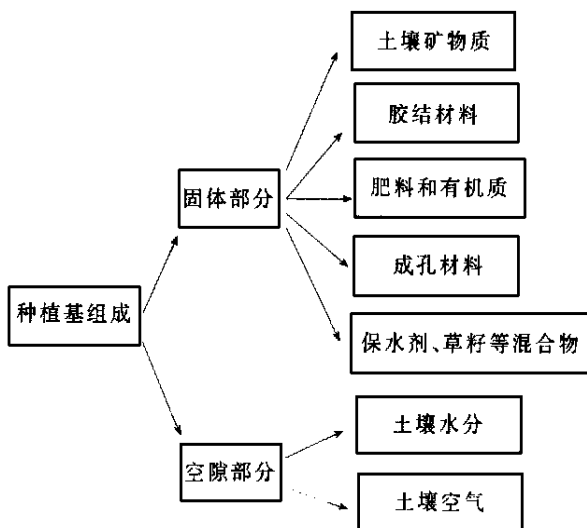 土壤矿物质
胶结材料
固体部分
肥料和有机质
成孔材料
种植基组成
保水剂、草籽等混合物
土壤水分
空隙部分
土壤空气